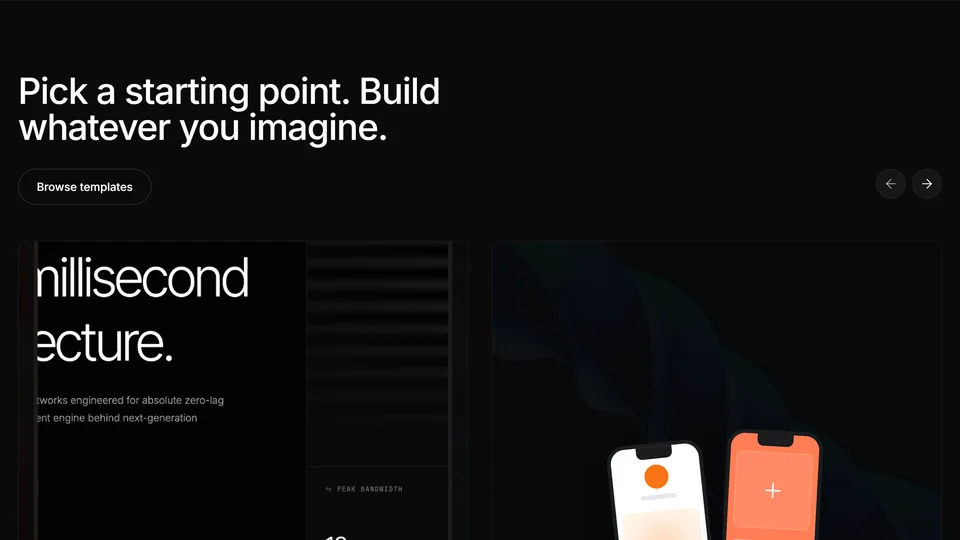 Pick a starting point. Build
whatever you imagine.
Browse templates
millisecond
ecture.
tworks engineered for absolute zero-lag
ent engine behind next-generation
PEAK BANDWIDTH